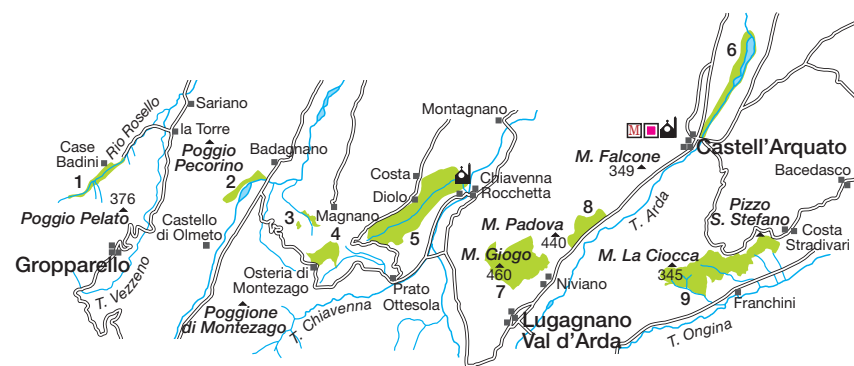 6
Sariano
Rio Rosello
la Torre
Montagnano
M
Case
Badini
Poggio
Pecorino
Badagnano
Castell'Arquato
M. Falcone
349
Bacedasco
1
2
Costa
Diolo
Chiavenna
Rocchetta
376
Poggio Pelato
3
Magnano
4
5
M. Padova
440
8
T. Arda
Pizzo
S. Stefano
Castello
di Olmeto
Costa
Stradivari
Gropparello
M. Giogo
460
7
M. La Ciocca
345
Osteria di
Montezago
Prato
Ottesola
Niviano
9
Franchini
T. Vezzeno
Poggione
di Montezago
T. Chiavenna
Lugagnano
Val d'Arda
T. Ongina